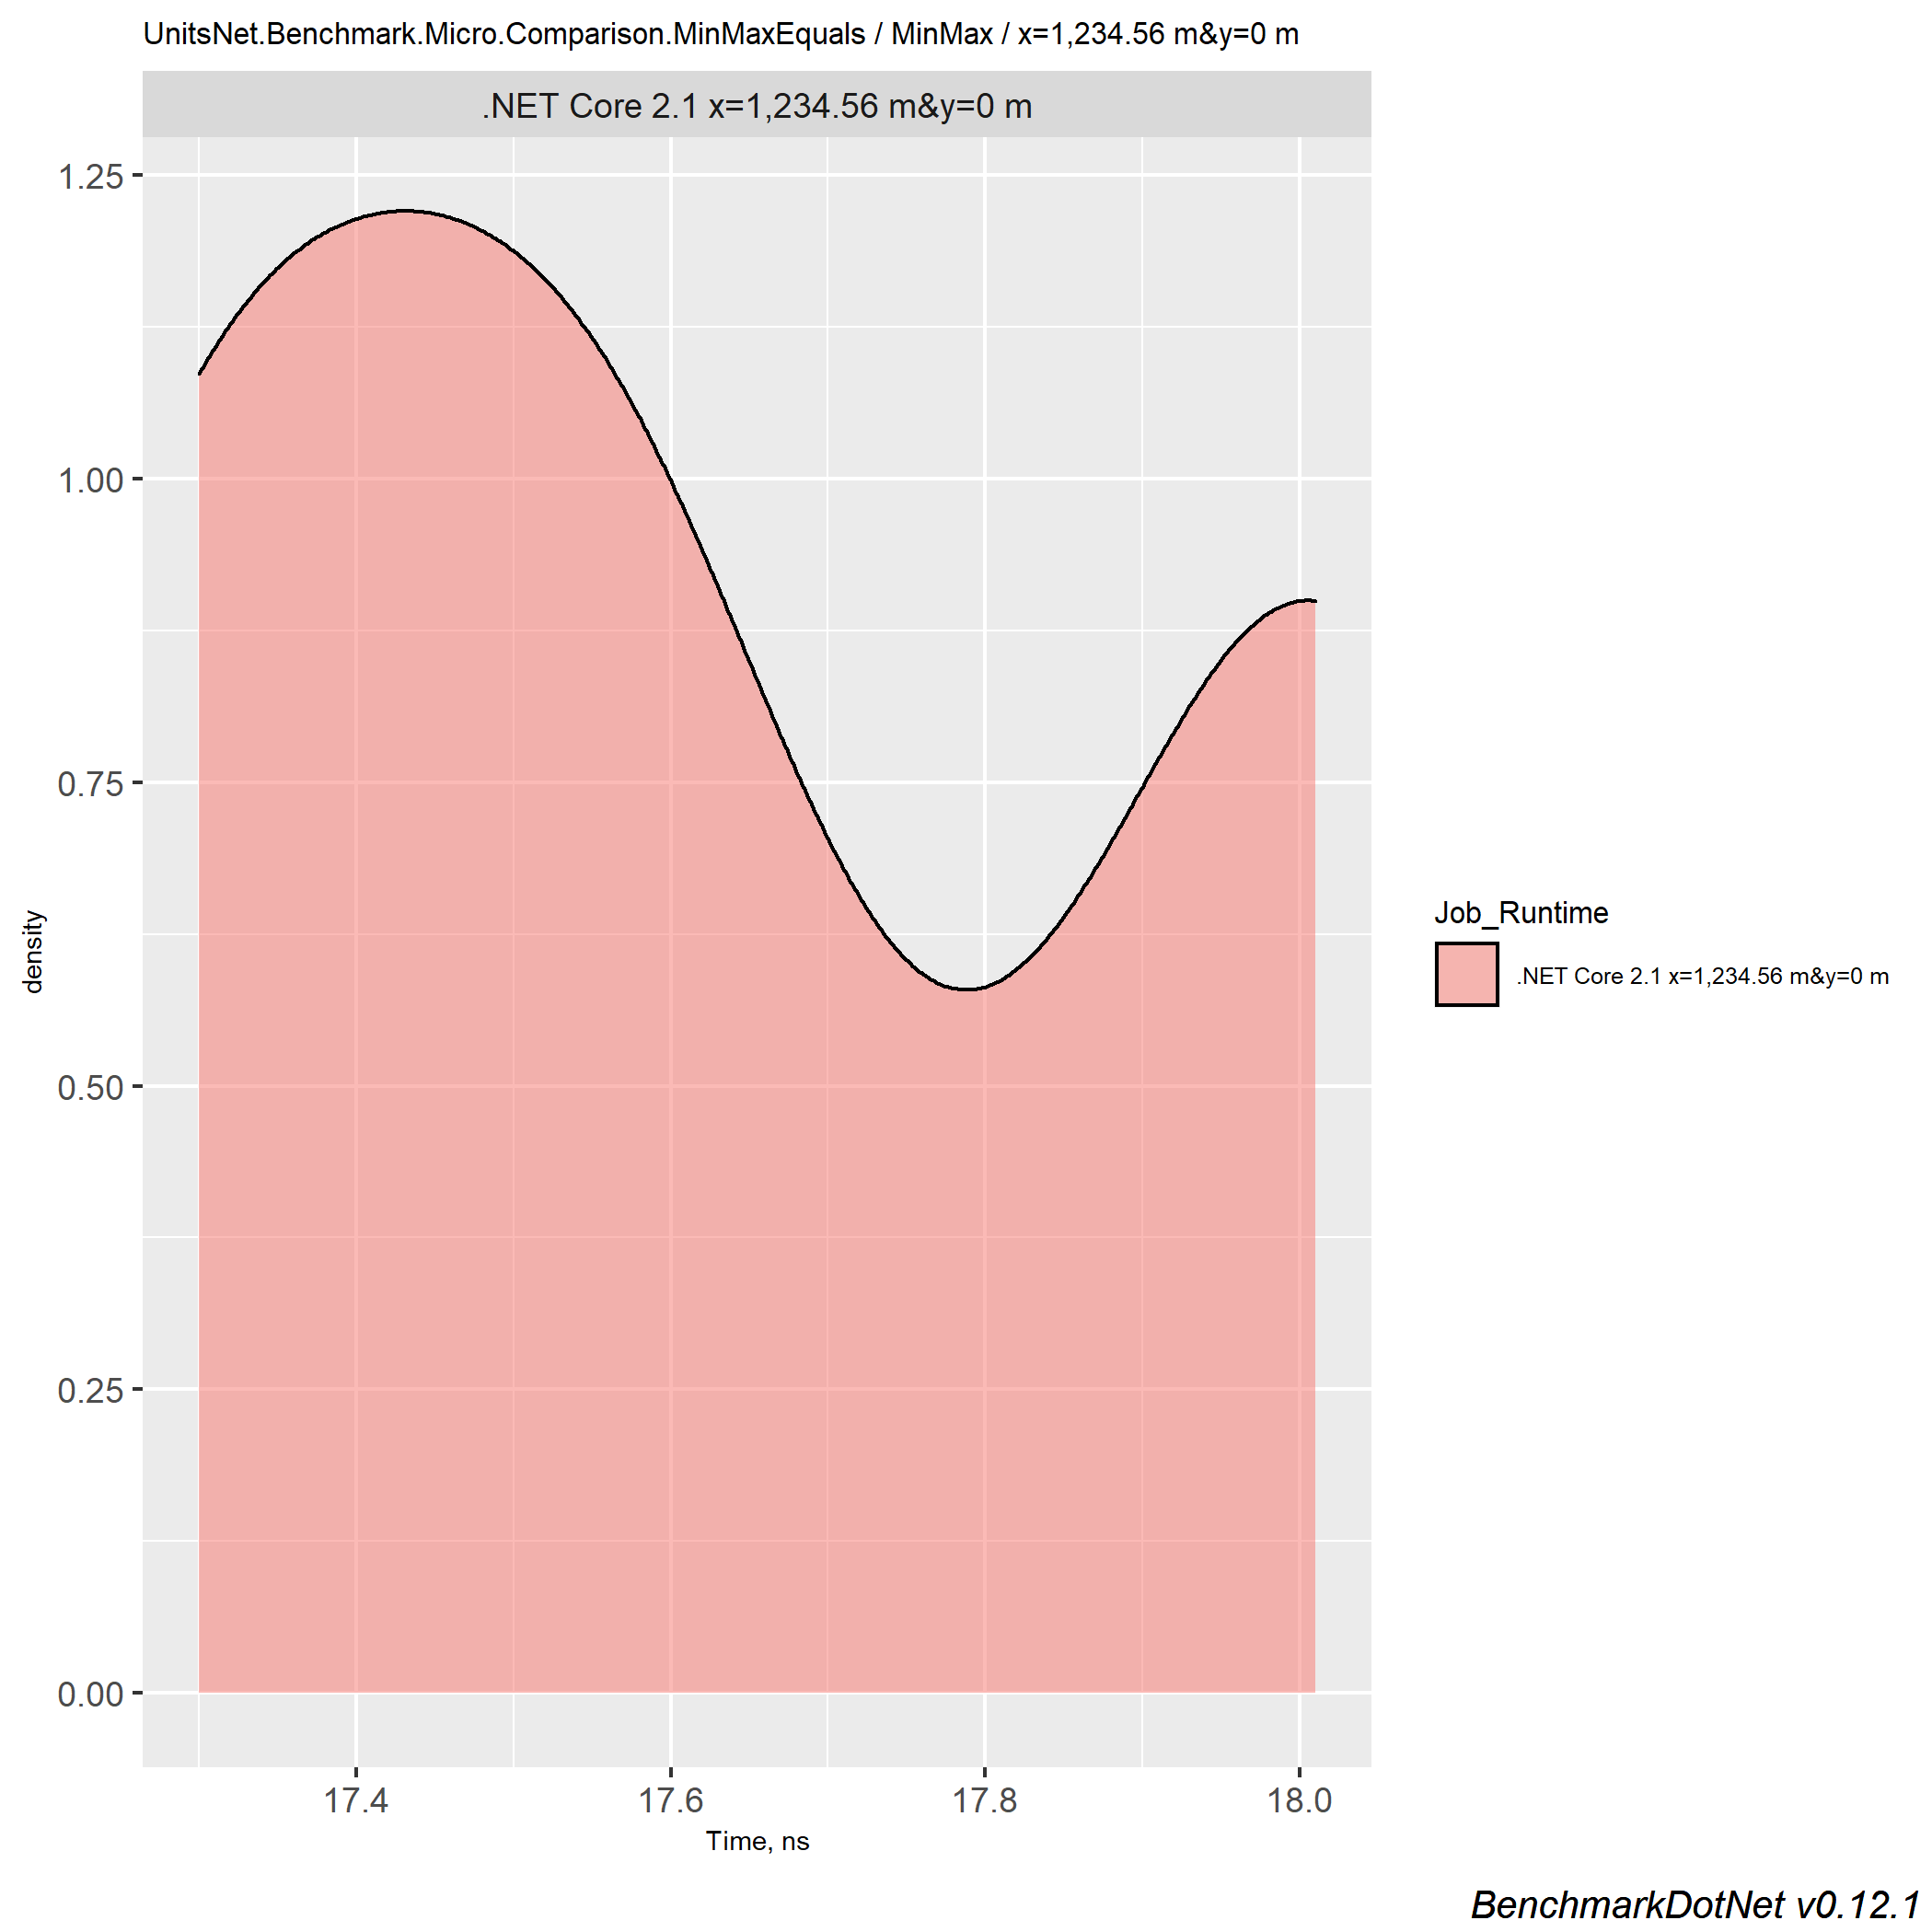 UnitsNet.Benchmark.Micro.Comparison.MinMaxEquals / MinMax / x=1,234.56 m&y=0 m
.NET Core 2.1 x=1,234.56 m&y=0 m
1.25
1.00
0.75
0.50
0.25
0.00
density
17.4 17.6 17.8 18.0
Time, ns
Job_Runtime
.NET Core 2.1 x=1,234.56 m&y=0 m
BenchmarkDotNet v0.12.1